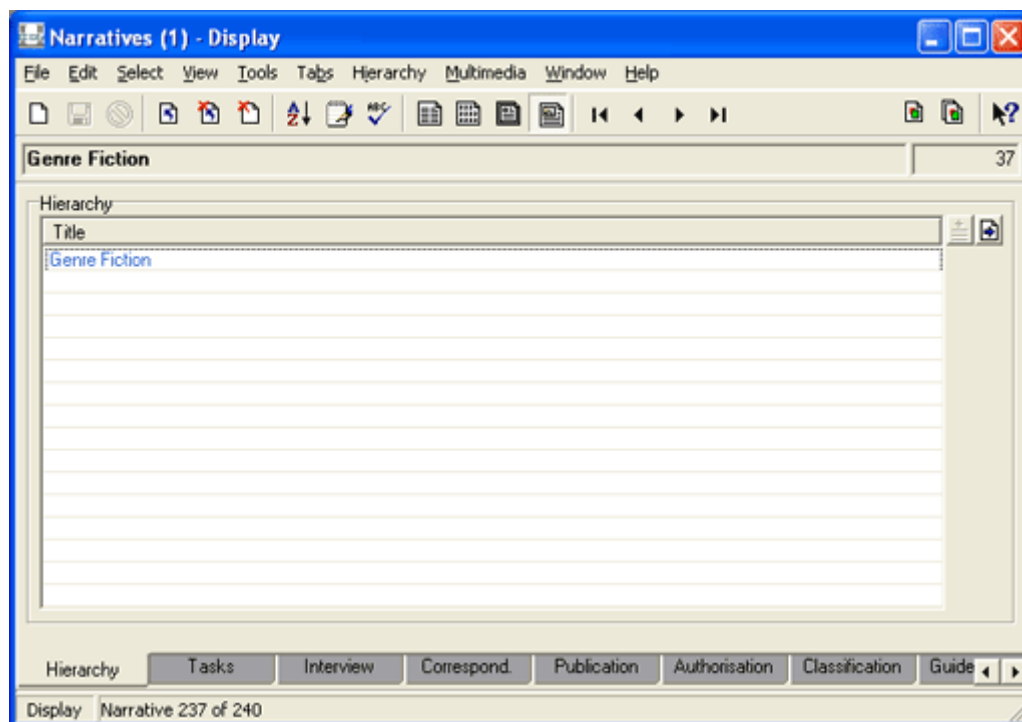 Narratives (1) - Display
File Edit Select View Tools Tabs Hierarchy Multimedia Window Help
Genre Fiction 37
Hierarchy
Title
Genre Fiction
Hierarchy Tasks Interview Correspond. Publication Authorisation Classification Guide
Display Narrative 237 of 240